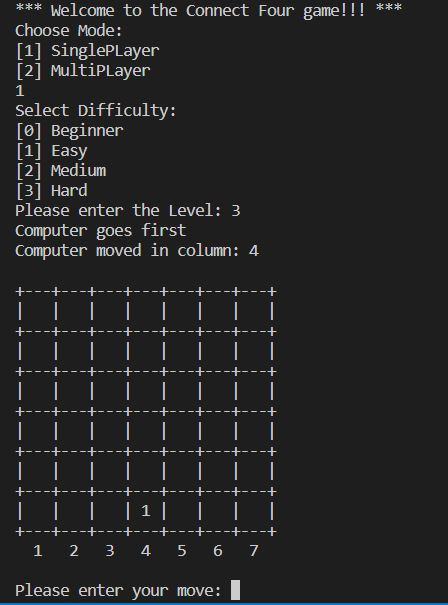 *** Welcome to the Connect Four game!!! ***
Choose Mode:
[1] SinglePLayer
[2] MultiPLayer
1
Select Difficulty:
[0] Beginner
[1] Easy
[2] Medium
[3] Hard
Please enter the Level: 3
Computer goes first
Computer moved in column: 4

+---+---+---+---+---+---+---+
|   |   |   |   |   |   |   |
+---+---+---+---+---+---+---+
|   |   |   |   |   |   |   |
+---+---+---+---+---+---+---+
|   |   |   |   |   |   |   |
+---+---+---+---+---+---+---+
|   |   |   |   |   |   |   |
+---+---+---+---+---+---+---+
|   |   |   |   |   |   |   |
+---+---+---+---+---+---+---+
|   |   |   | 1 |   |   |   |
+---+---+---+---+---+---+---+
  1   2   3   4   5   6   7

Please enter your move: